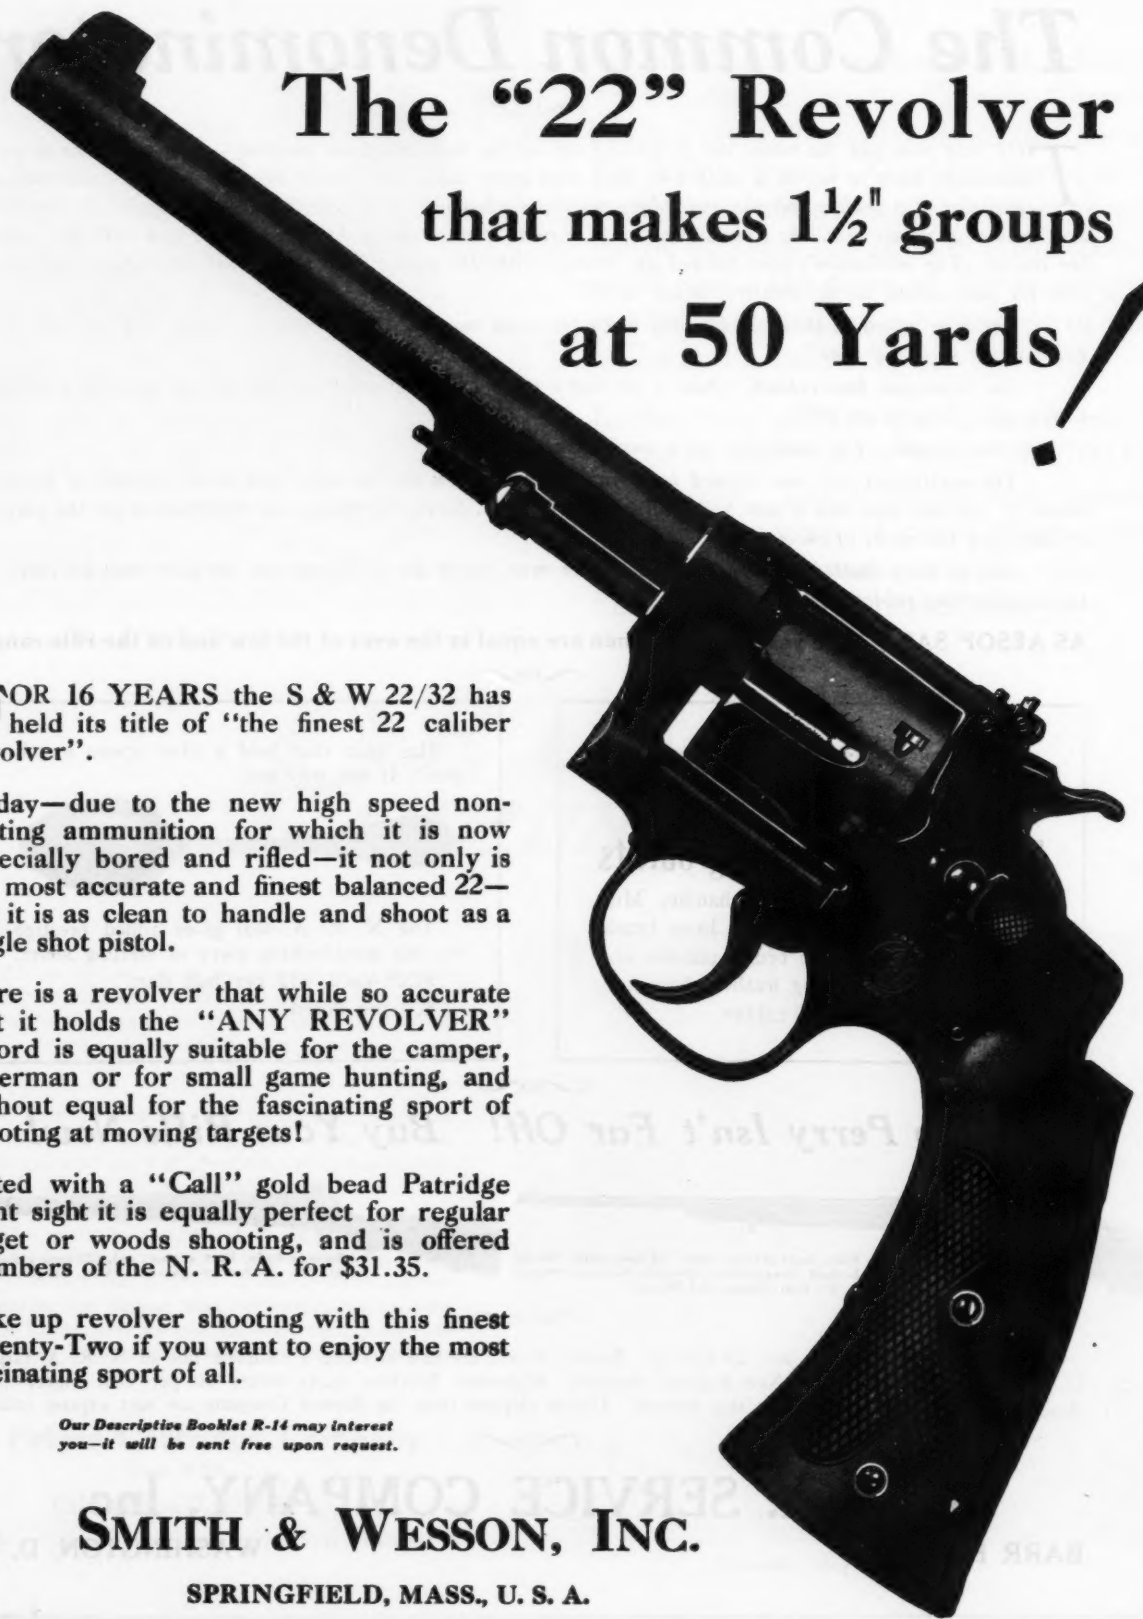 The “22” Revolver
that makes 1½" groups
at 50 Yards!
SMITH & WESSON
OR 16 YEARS the S & W 22/32 has
held its title of “the finest 22 caliber
volver”.
day—due to the new high speed non-
ting ammunition for which it is now
ecially bored and rifled—it not only is
most accurate and finest balanced 22—
it it is as clean to handle and shoot as a
gle shot pistol.
re is a revolver that while so accurate
t it holds the “ANY REVOLVER”
ord is equally suitable for the camper,
erman or for small game hunting, and
hout equal for the fascinating sport of
ooting at moving targets!
ted with a “Call” gold bead Patridge
nt sight it is equally perfect for regular
get or woods shooting, and is offered
mbers of the N. R. A. for $31.35.
ke up revolver shooting with this finest
enty-Two if you want to enjoy the most
cinating sport of all.
Our Descriptive Booklet R-14 may interest
you—it will be sent free upon request.
SMITH & WESSON, INC.
SPRINGFIELD, MASS., U. S. A.